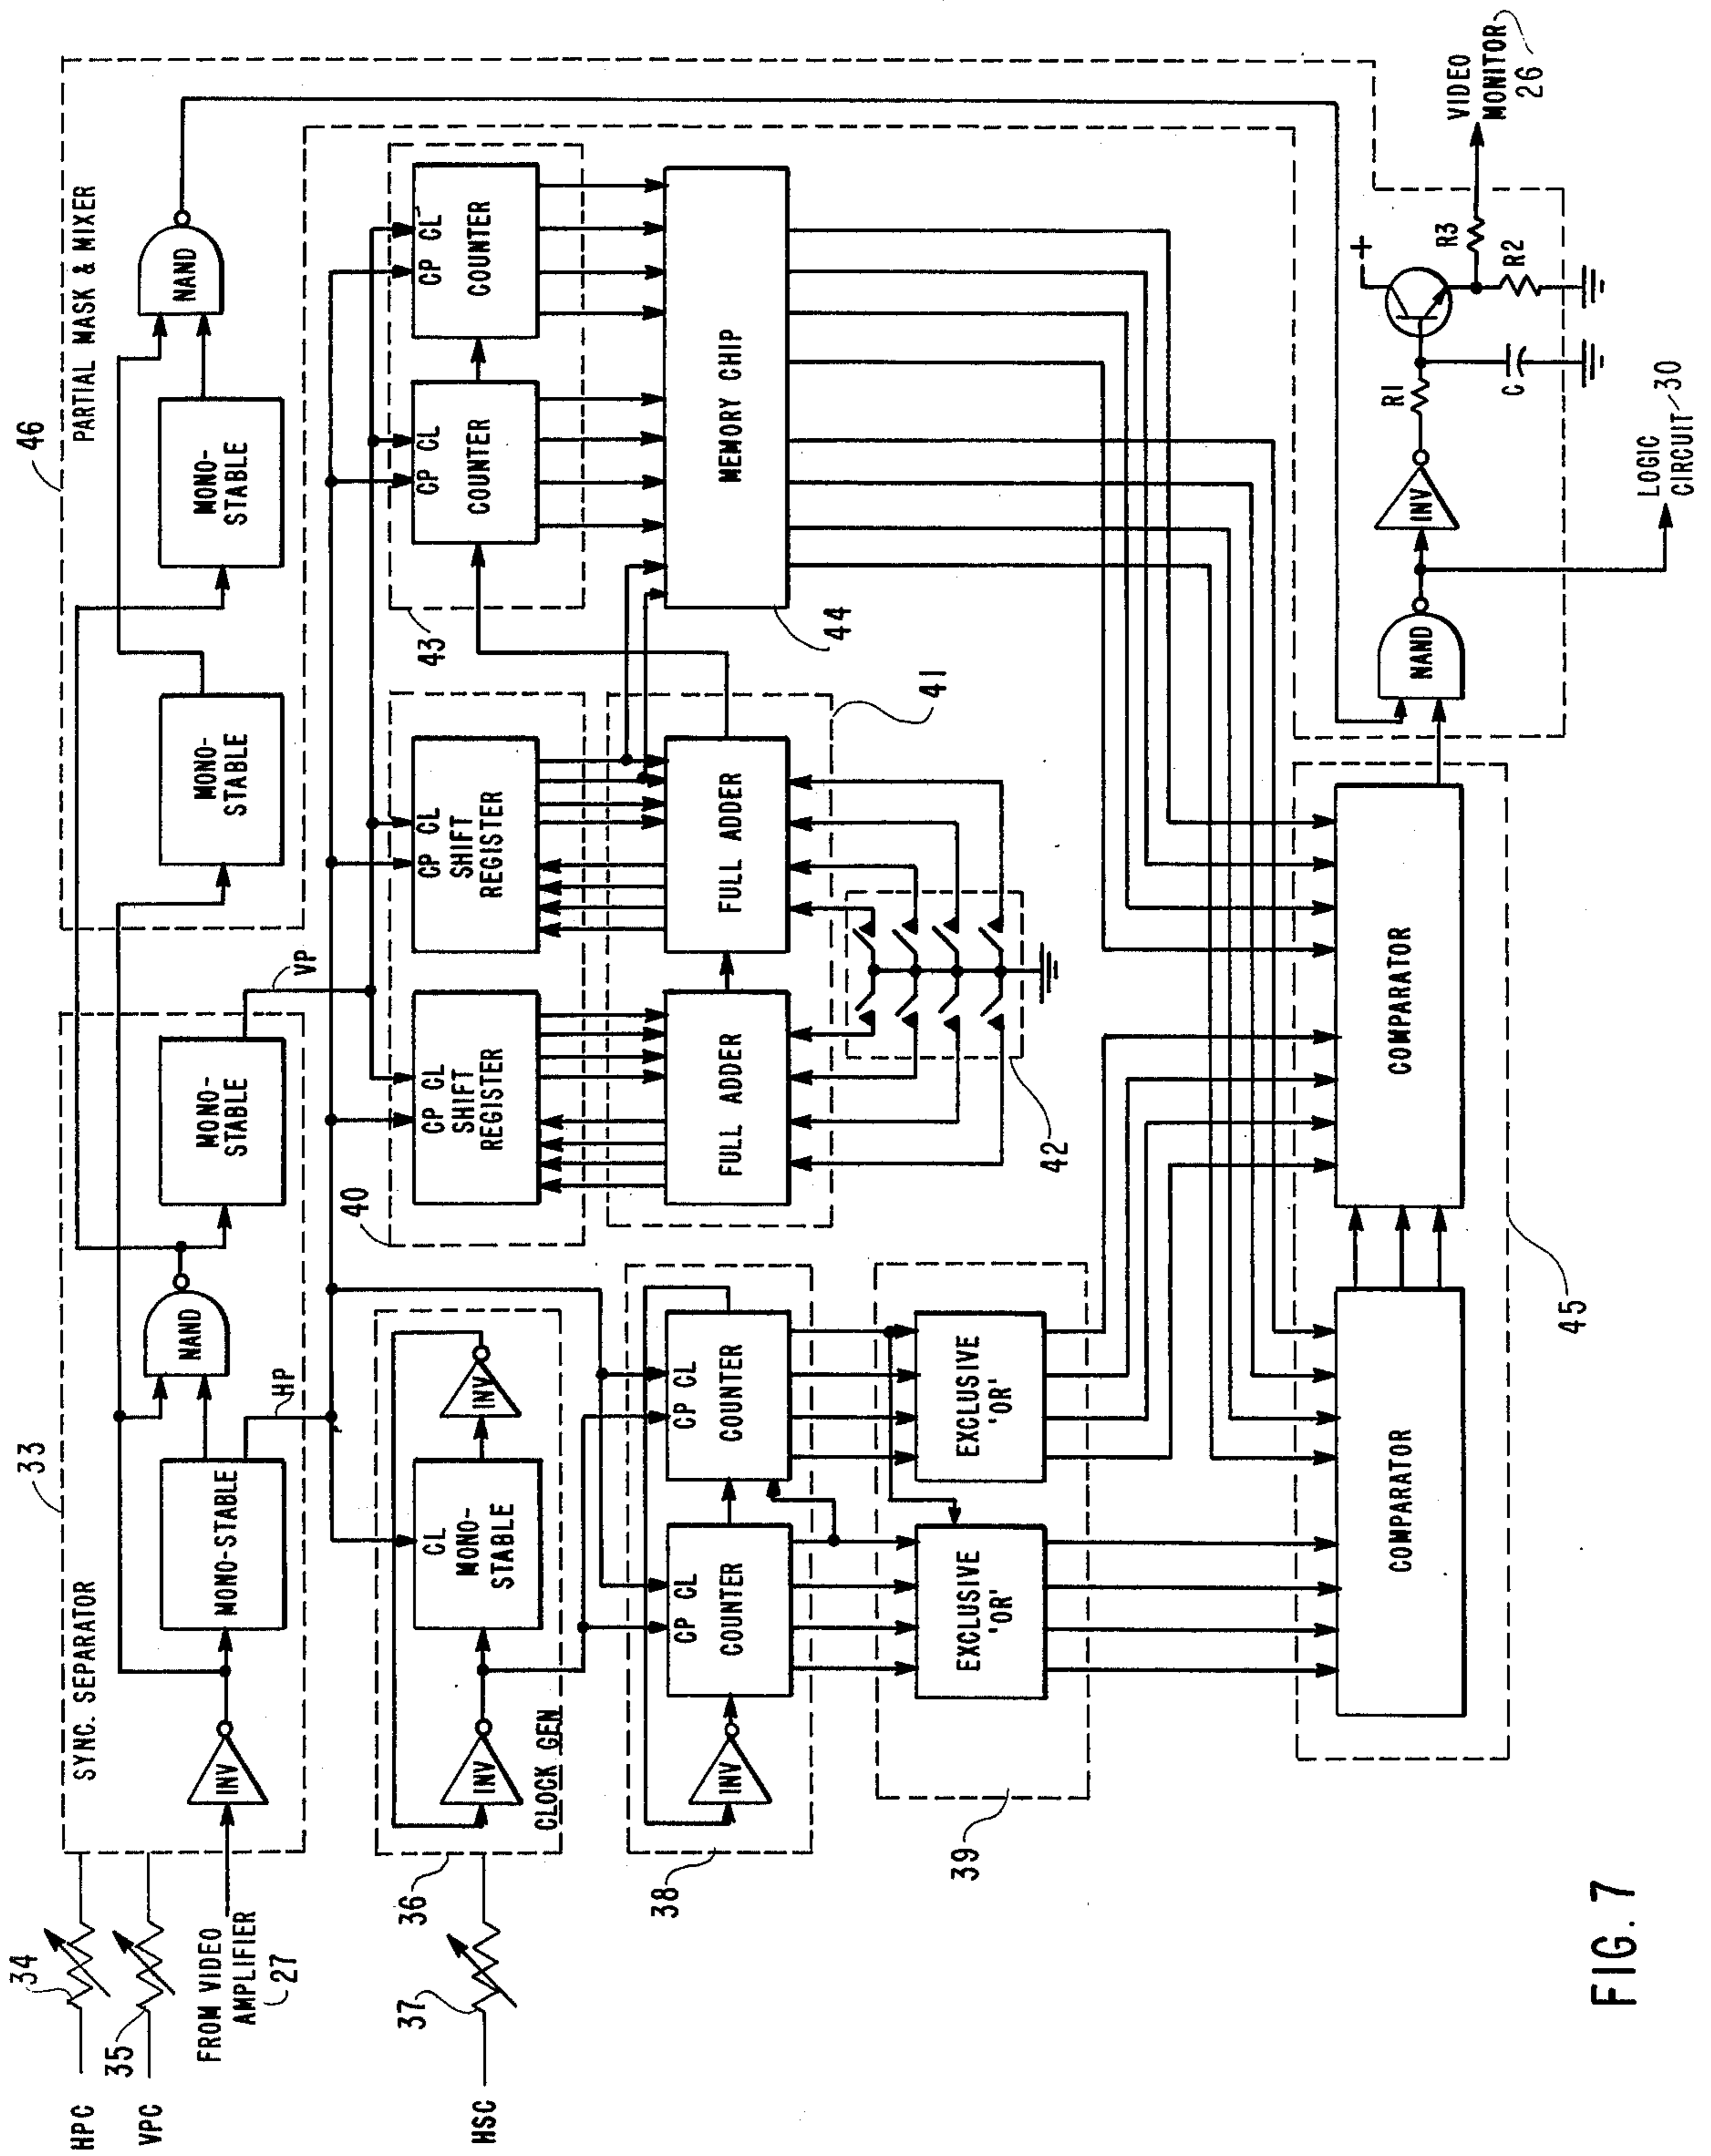 HPC
34
VPC
35
FROM VIDEO
AMPLIFIER
27
33
SYNC. SEPARATOR
INV
MONO-STABLE
HP
NAND
MONO-
STABLE
VP
46
PARTIAL MASK & MIXER
MONO-
STABLE
MONO-
STABLE
NAND
HSC
37
36
CLOCK GEN
INV
CL
MONO-
STABLE
INV
40
CP CL
SHIFT
REGISTER
CP CL
SHIFT
REGISTER
43
CP CL
COUNTER
CP CL
COUNTER
38
INV
CP CL
COUNTER
CP CL
COUNTER
FULL ADDER
FULL ADDER
41
42
MEMORY CHIP
44
39
EXCLUSIVE
'OR'
EXCLUSIVE
'OR'
COMPARATOR
COMPARATOR
45
NAND
INV
R1
C
+
R3
R2
VIDEO
MONITOR
26
LOGIC
CIRCUIT 30
FIG. 7